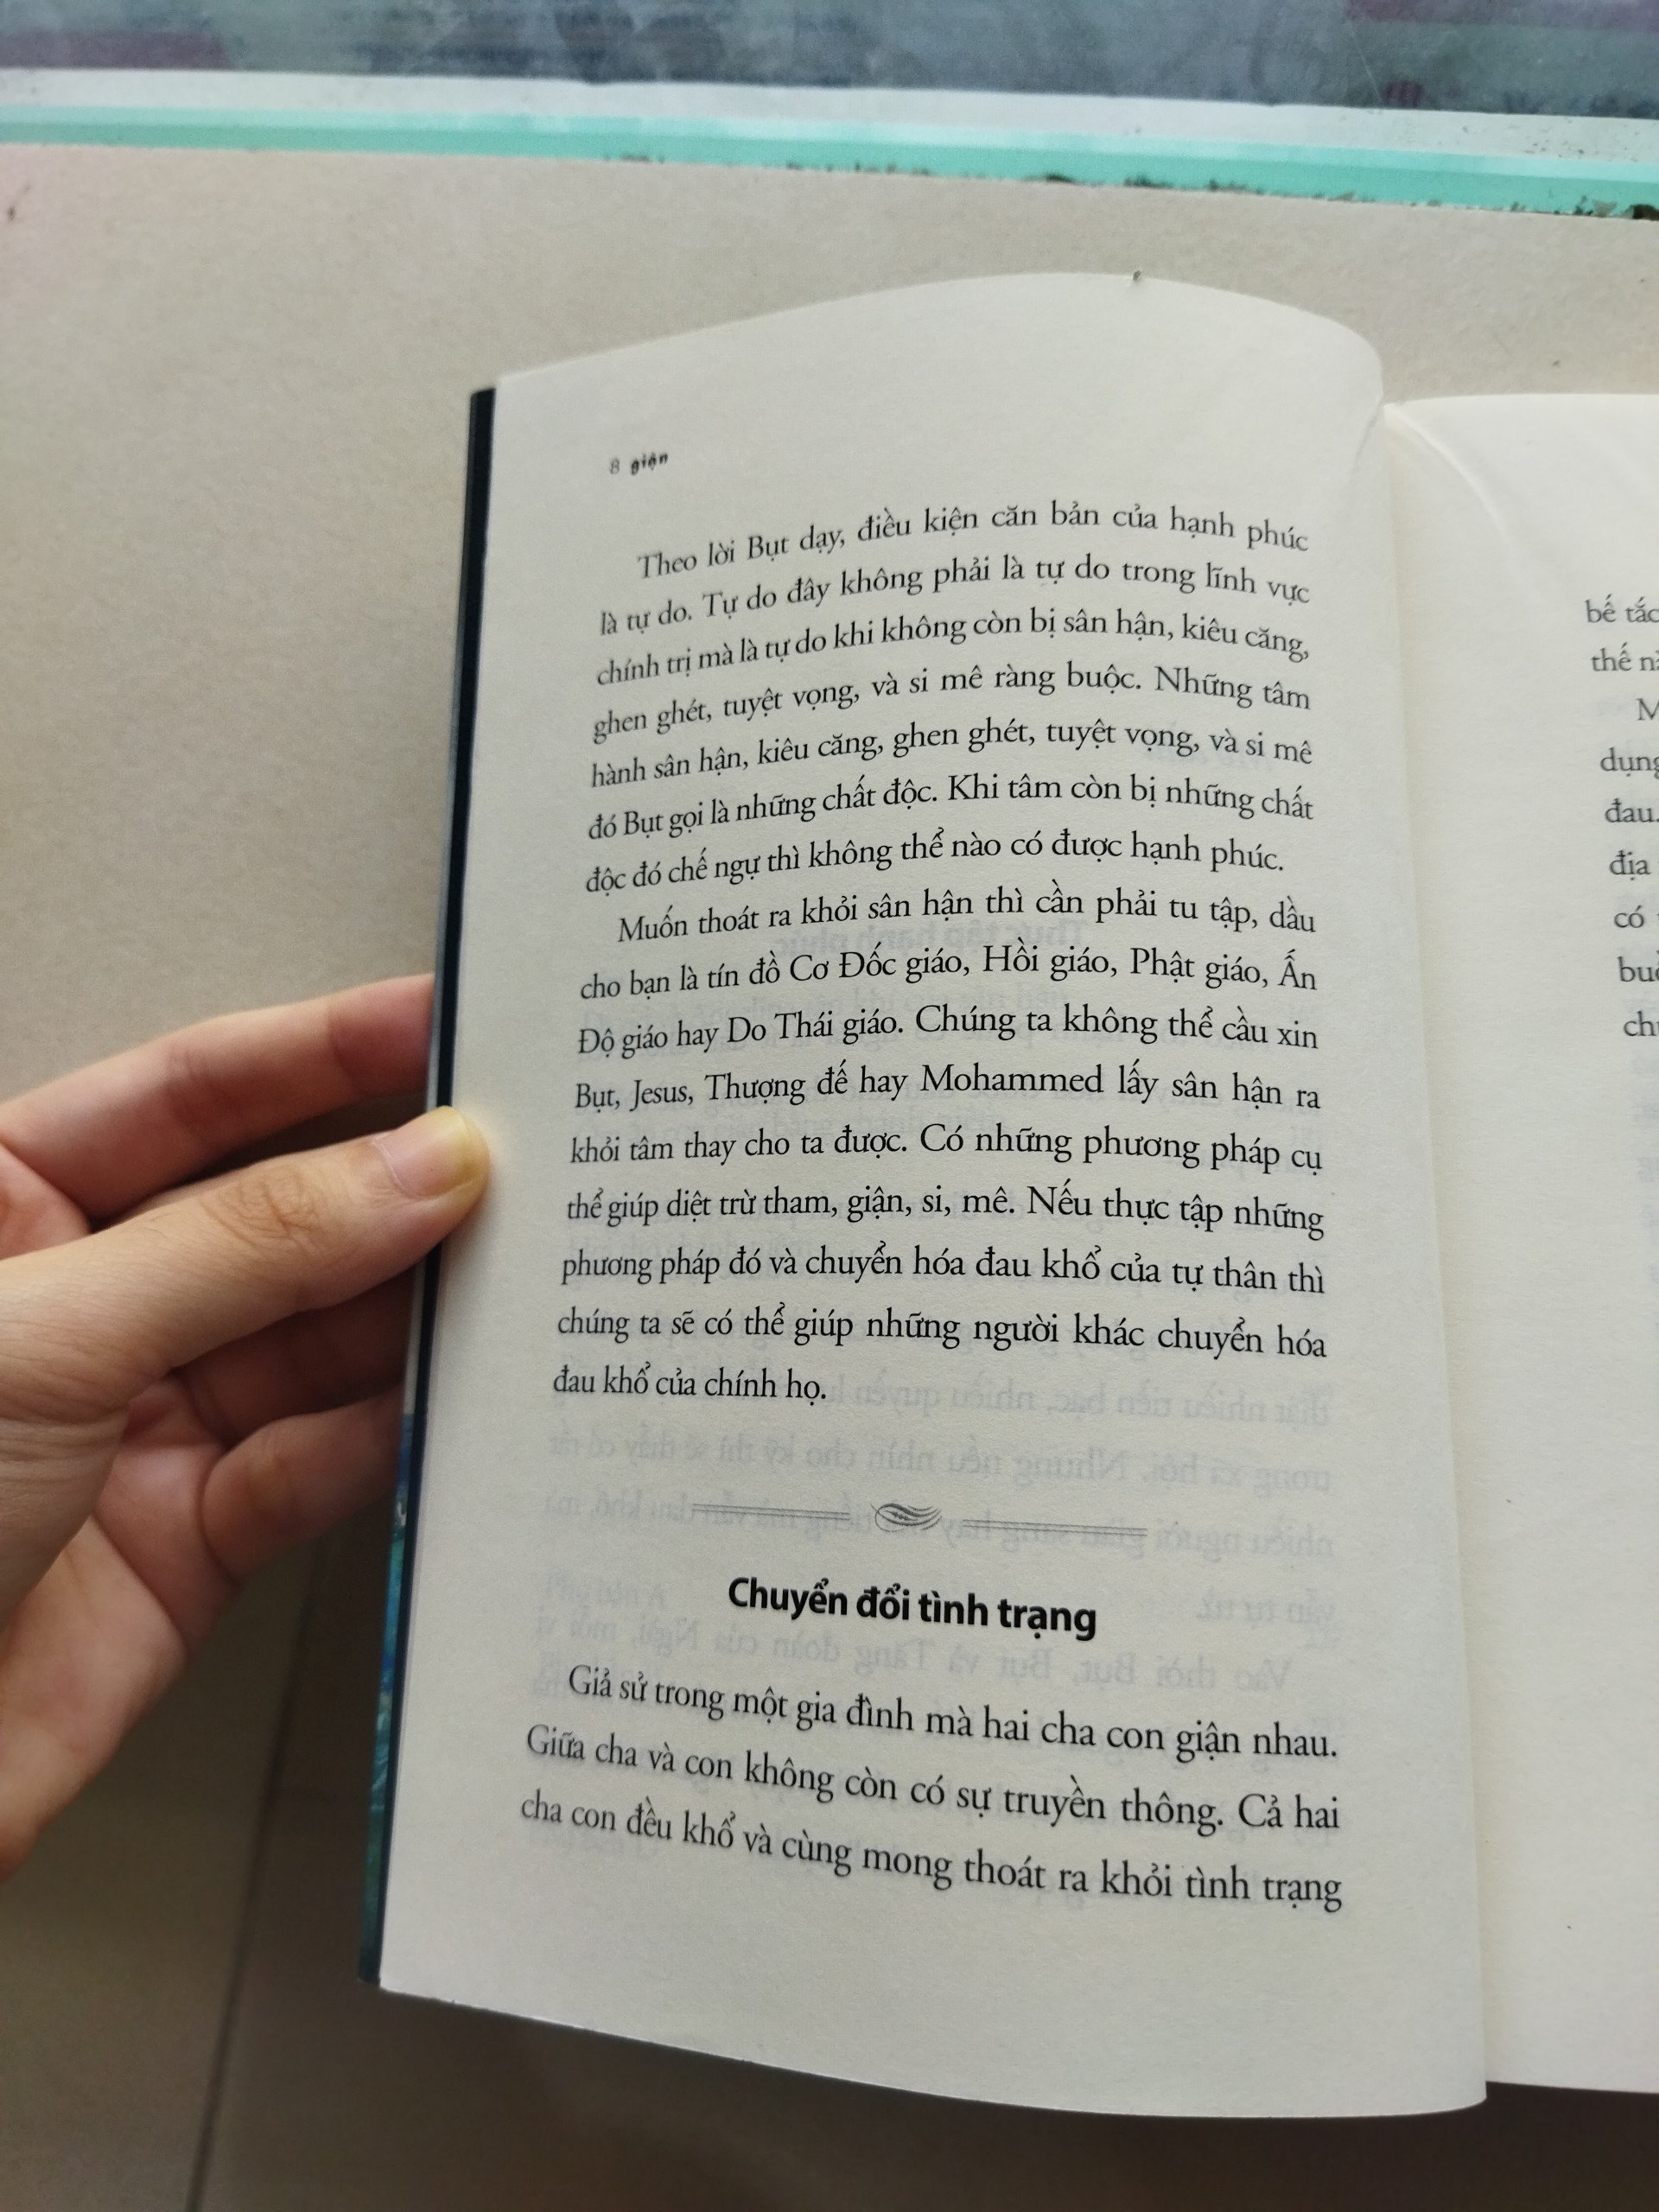 8 giận
Theo lời Bụt dạy, điều kiện căn bản của hạnh phúc
là tự do. Tự do đây không phải là tự do trong lĩnh vực
chính trị mà là tự do khi không còn bị sân hận, kiêu căng,
ghen ghét, tuyệt vọng, và si mê ràng buộc. Những tâm
hành sân hận, kiêu căng, ghen ghét, tuyệt vọng, và si mê
đó Bụt gọi là những chất độc. Khi tâm còn bị những chất
độc đó chế ngự thì không thể nào có được hạnh phúc.
Muốn thoát ra khỏi sân hận thì cần phải tu tập, dầu
cho bạn là tín đồ Cơ Đốc giáo, Hồi giáo, Phật giáo, Ấn
Độ giáo hay Do Thái giáo. Chúng ta không thể cầu xin
Bụt, Jesus, Thượng đế hay Mohammed lấy sân hận ra
khỏi tâm thay cho ta được. Có những phương pháp cụ
thể giúp diệt trừ tham, giận, si, mê. Nếu thực tập những
phương pháp đó và chuyển hóa đau khổ của tự thân thì
chúng ta sẽ có thể giúp những người khác chuyển hóa
đau khổ của chính họ.
Chuyển đổi tình trạng
Giả sử trong một gia đình mà hai cha con giận nhau.
Giữa cha và con không còn có sự truyền thông. Cả hai
cha con đều khổ và cùng mong thoát ra khỏi tình trạng
bế tắc
thế
đau.
địa
có